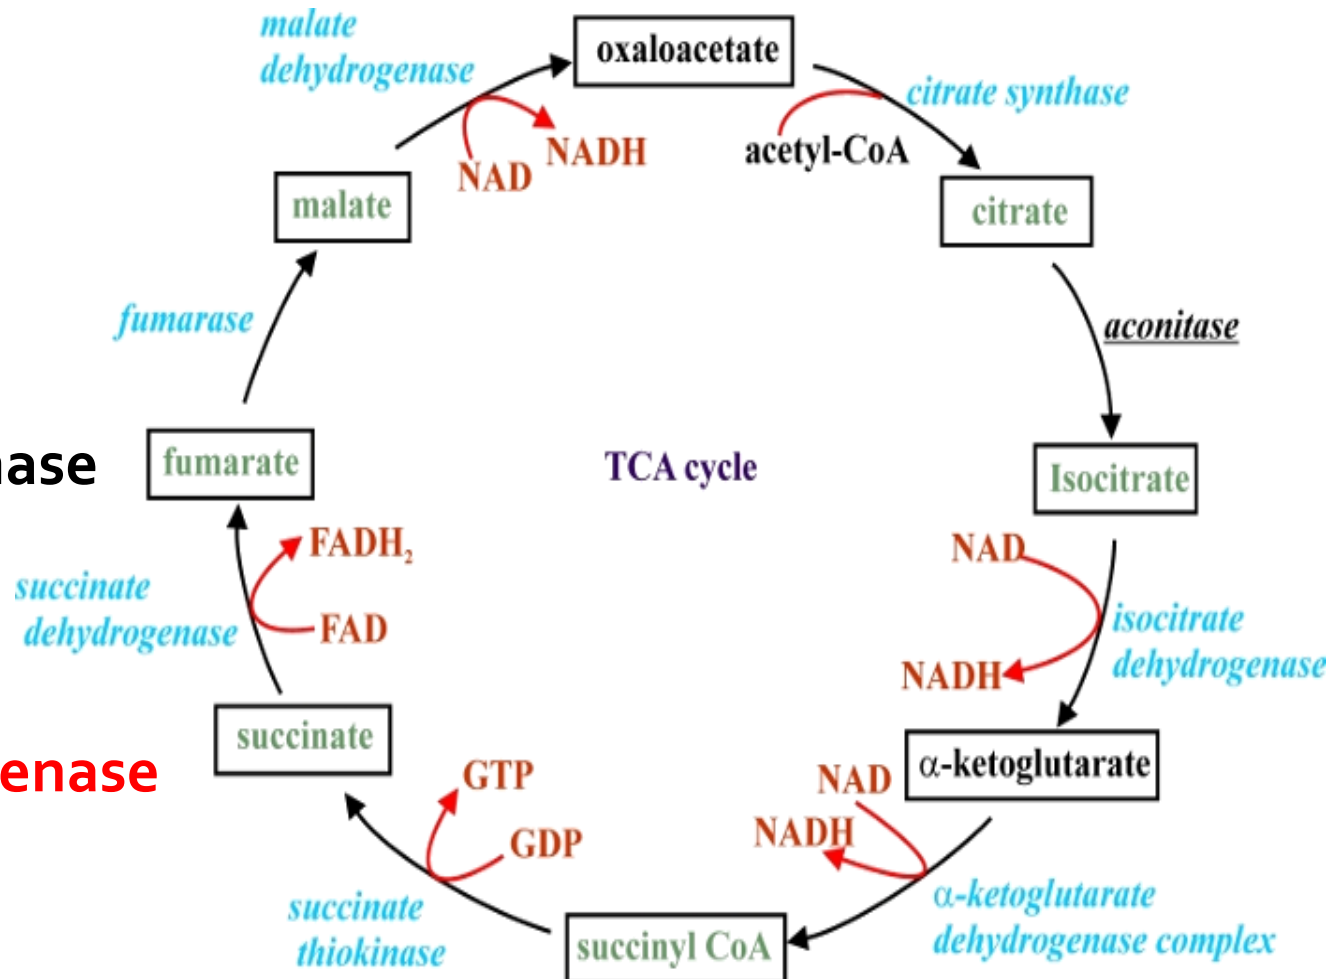 malate
dehydrogenase
oxaloacetate
citrate synthase
acetyl-CoA
NADH
NAD
malate
citrate
fumarase
aconitase
nase
fumarate
TCA cycle
Isocitrate
FADH₂
NAD
succinate
dehydrogenase
FAD
isocitrate
dehydrogenase
NADH
succinate
enase
GTP
NAD
α-ketoglutarate
GDP
NADH
succinate
thiokinase
succinyl CoA
α-ketoglutarate
dehydrogenase complex